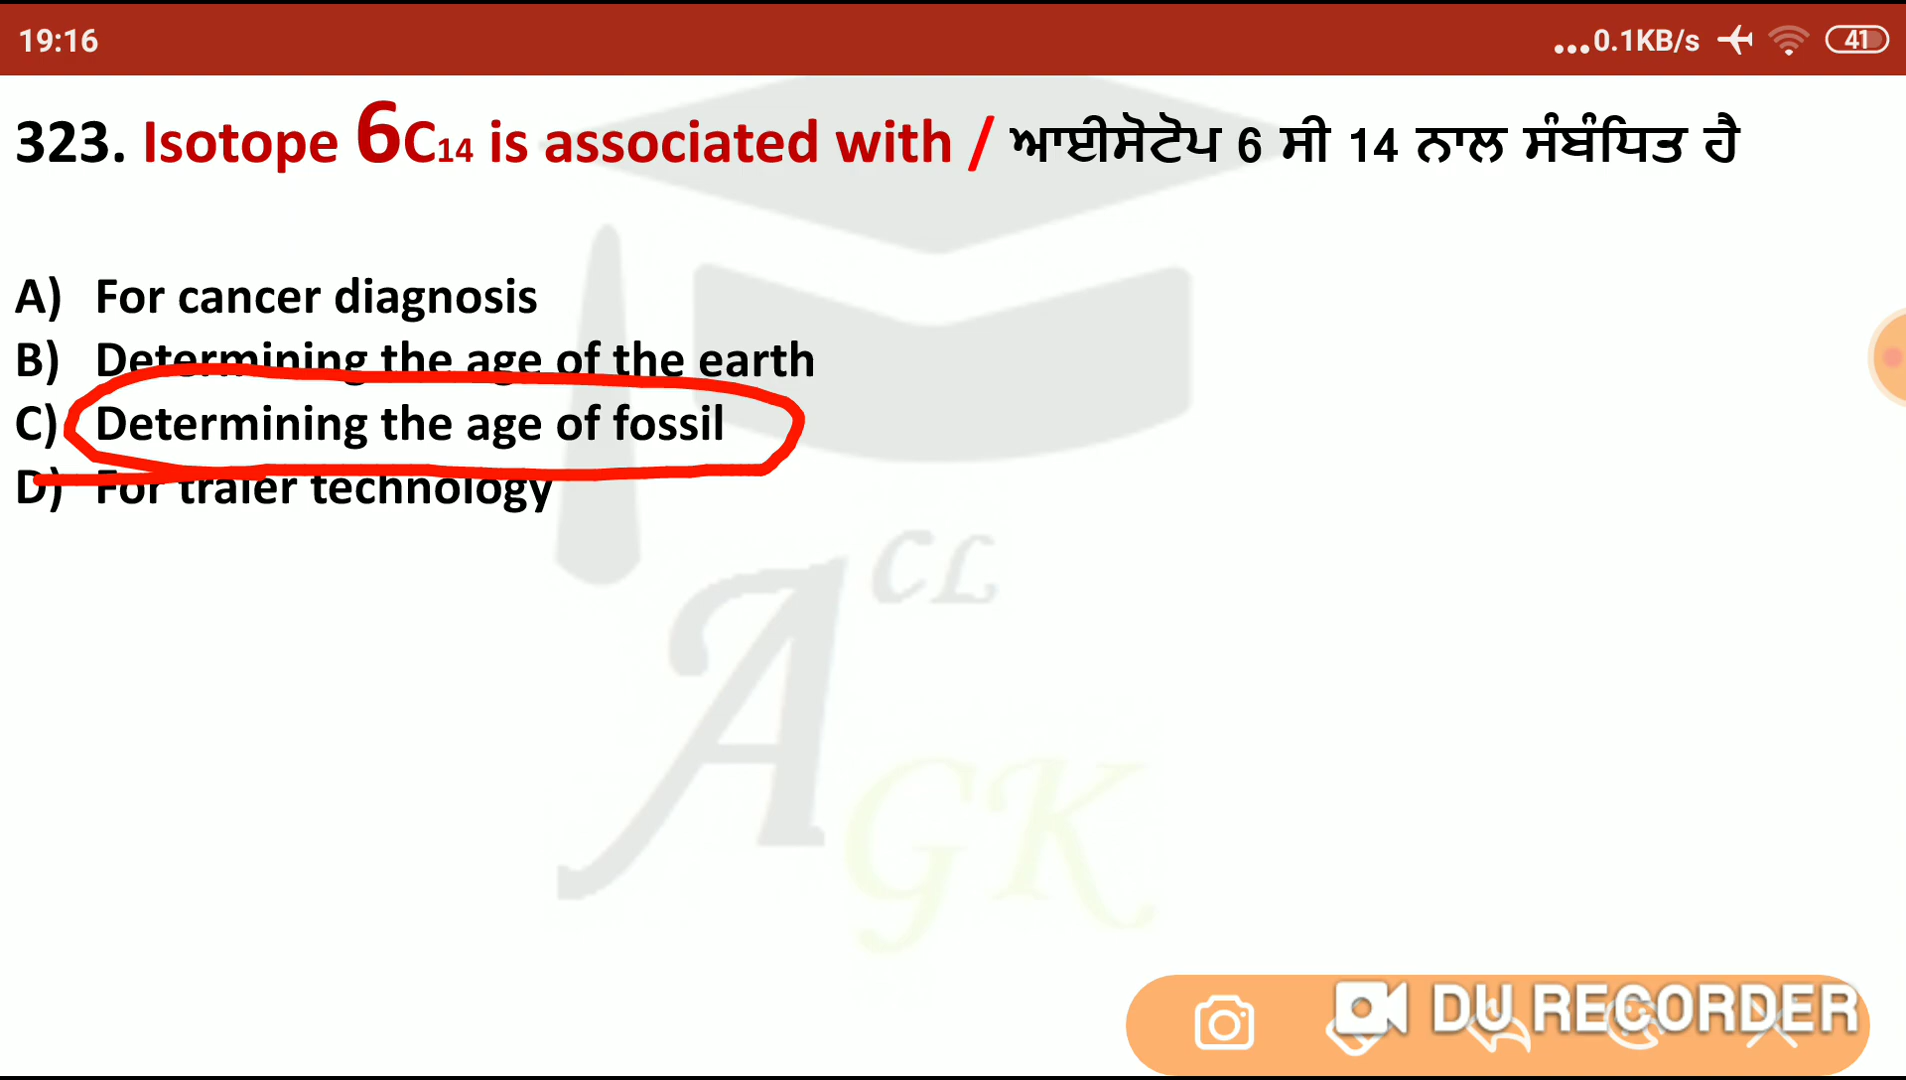 19:16
...0.1KB/s 41
323. Isotope 6C14 is associated with / ਆਈਸੋਟੋਪ 6 ਸੀ 14 ਨਾਲ ਸੰਬੰਧਿਤ ਹੈ
A) For cancer diagnosis
B) Determining the age of the earth
C) Determining the age of fossil
D) For traler technology
CL
A
GK
DU RECORDER